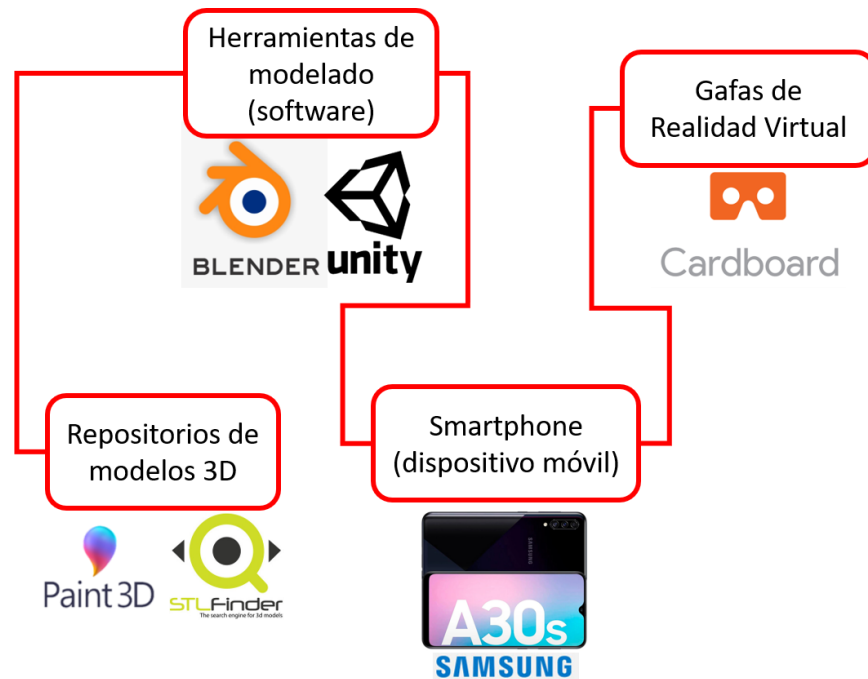 Herramientas de
modelado
(software)
BLENDER
unity
Gafas de
Realidad Virtual
Cardboard
Repositorios de
modelos 3D
Paint 3D
STLFinder
The search engine for 3d models
Smartphone
(dispositivo móvil)
SAMSUNG
A30s
SAMSUNG